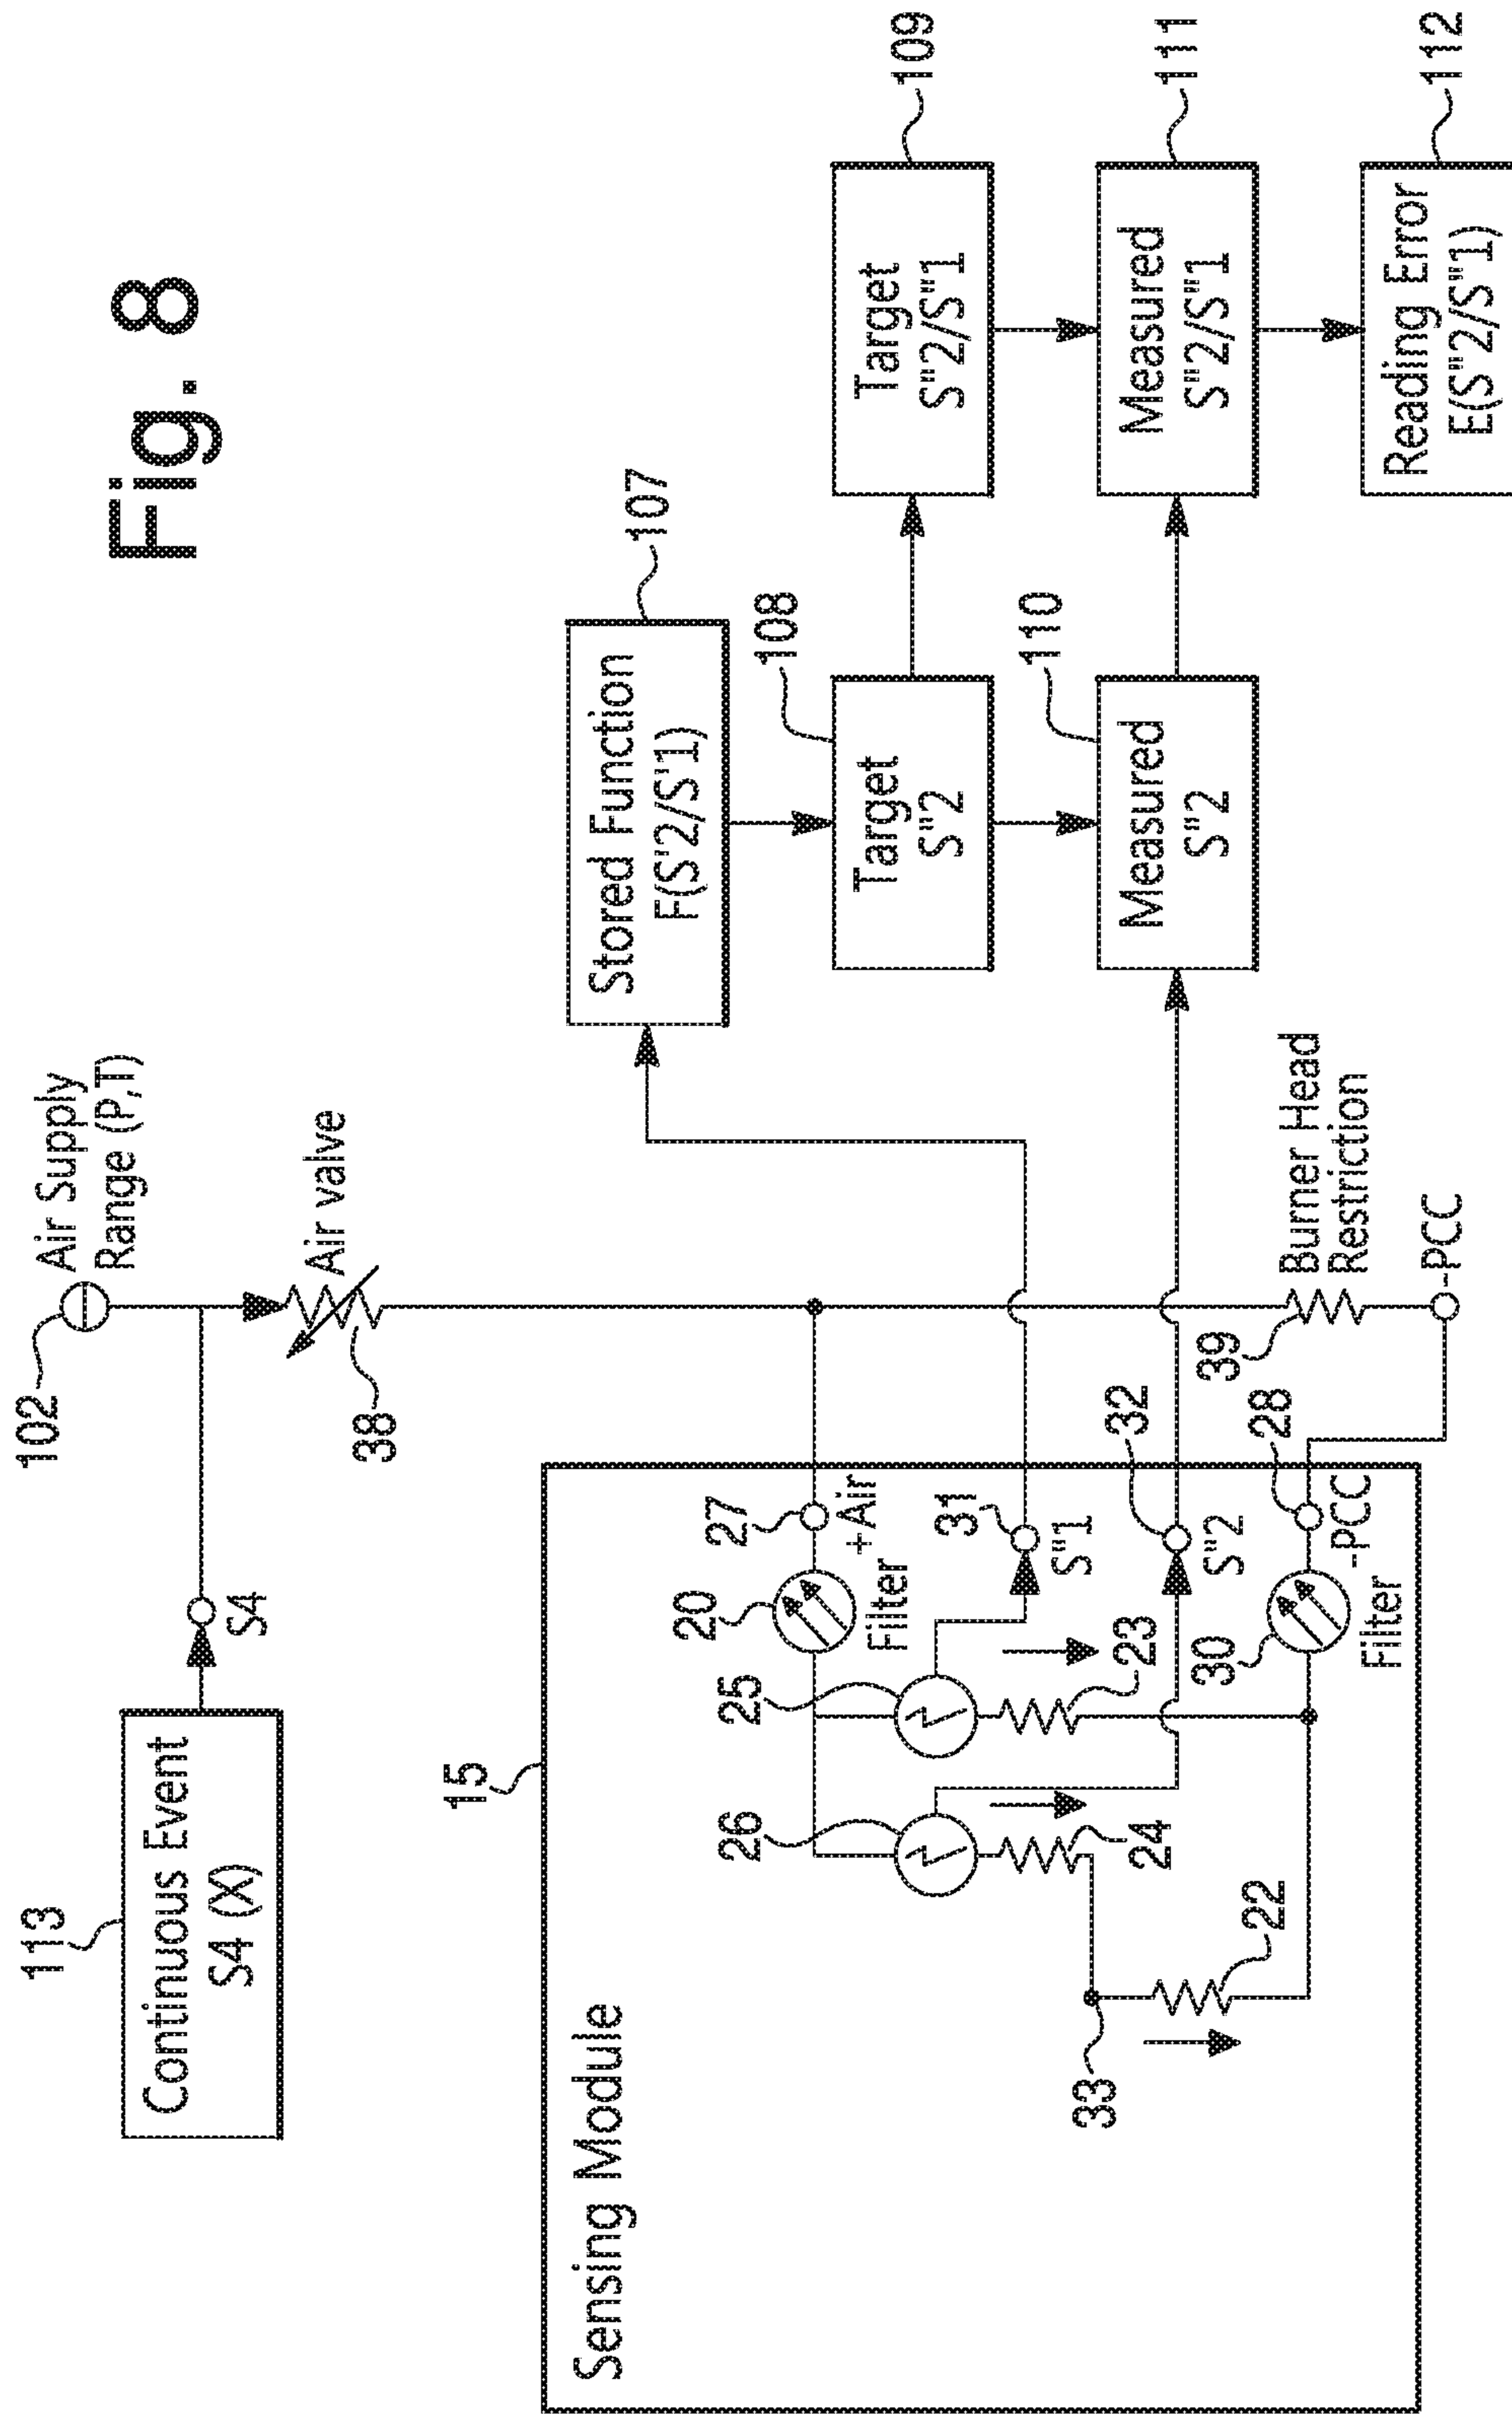 Fig. 8
102
Air Supply
Range (P,T)
113
Continuous Event
S4 (X)
S4
38
Air valve
15
Sensing Module
107
Stored Function
F(S'2/S'1)
108
Target
S"2
109
Target
S"2/S"1
110
Measured
S"2
111
Measured
S"2/S"1
112
Reading Error
E(S"2/S"1)
20
Filter
27
+Air
25
26
31
S"1
32
S"2
23
24
22
33
30
Filter
28
-PCC
39
Burner Head
Restriction
-PCC